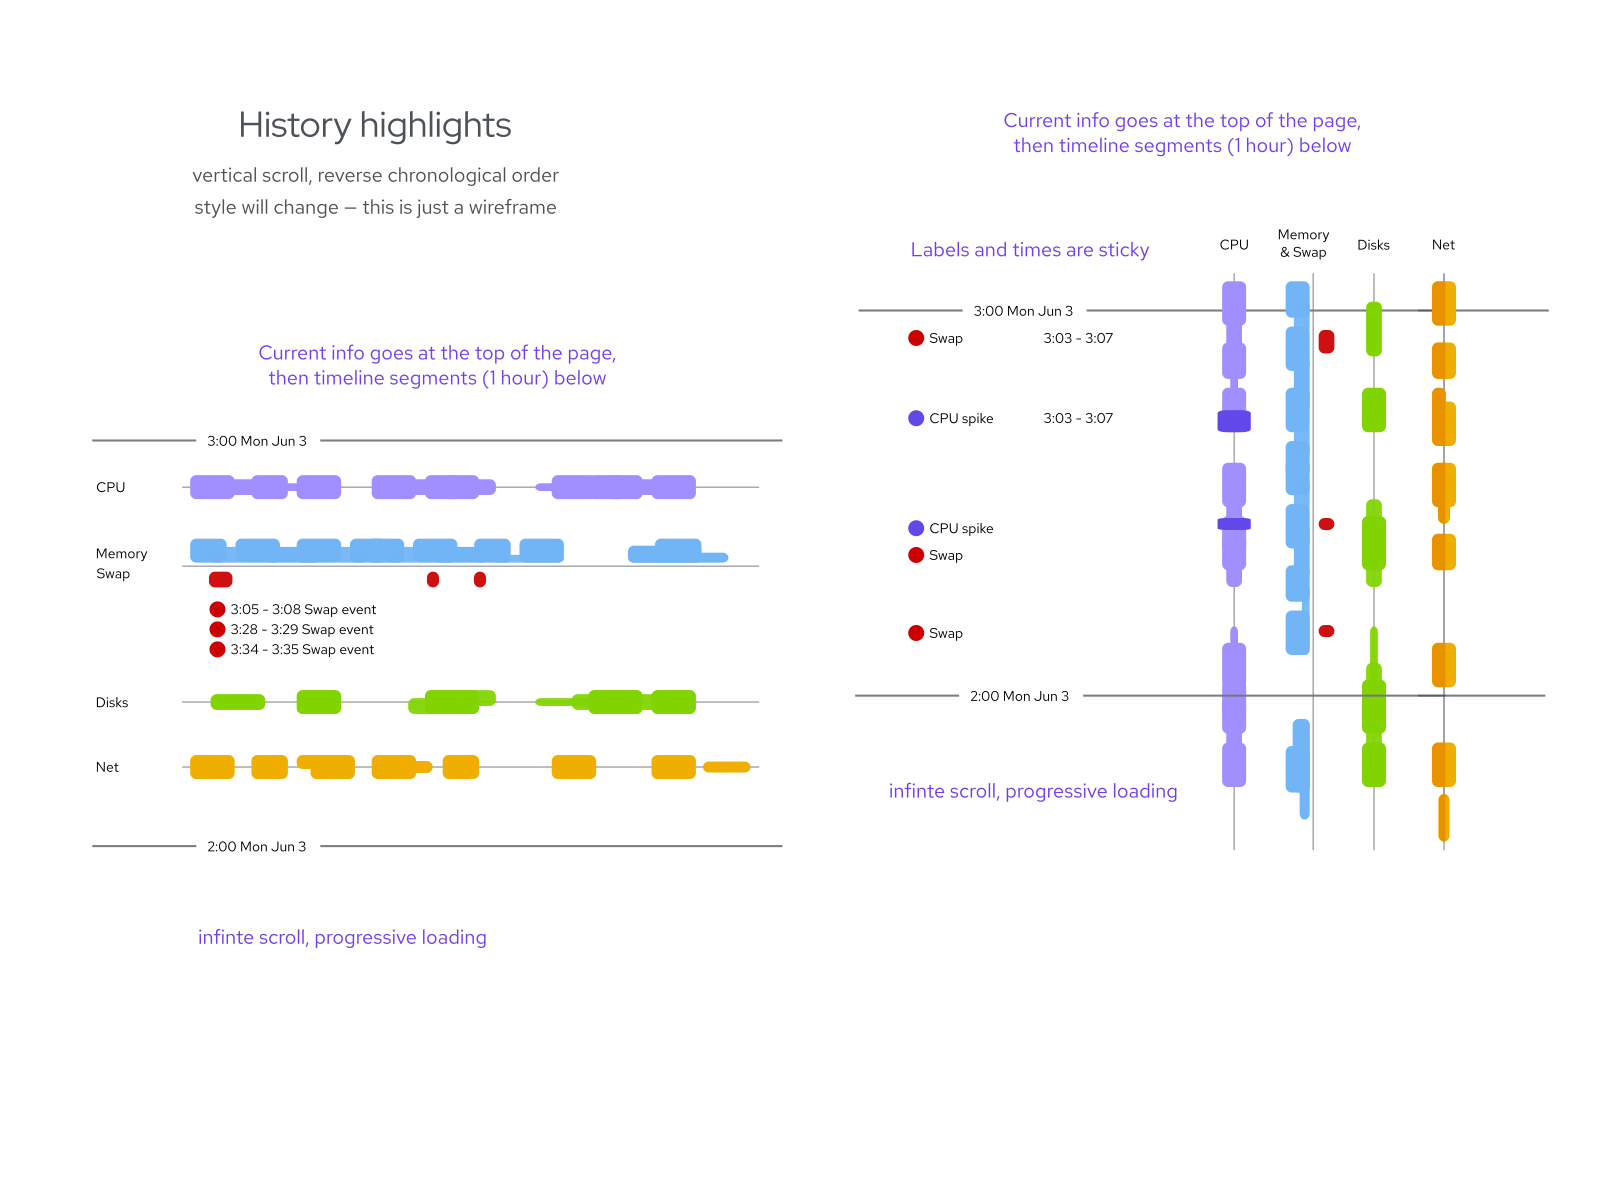 History highlights
vertical scroll, reverse chronological order
style will change — this is just a wireframe
Current info goes at the top of the page,
then timeline segments (1 hour) below
3:00 Mon Jun 3
CPU
Memory
Swap
3:05 - 3:08 Swap event
3:28 - 3:29 Swap event
3:34 - 3:35 Swap event
Disks
Net
2:00 Mon Jun 3
infinte scroll, progressive loading
Current info goes at the top of the page,
then timeline segments (1 hour) below
Labels and times are sticky
CPU
Memory
& Swap
Disks
Net
3:00 Mon Jun 3
Swap 3:03 - 3:07
CPU spike 3:03 - 3:07
CPU spike
Swap
Swap
2:00 Mon Jun 3
infinte scroll, progressive loading